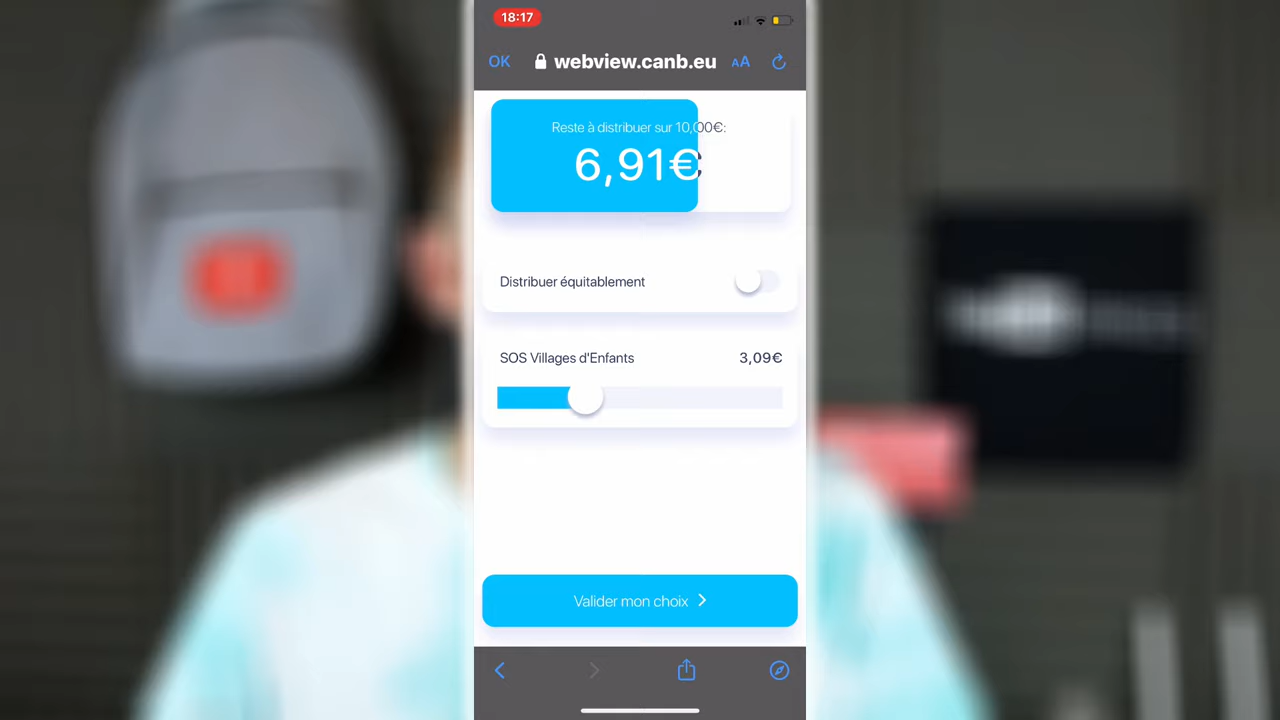 18:17
OK webview.canb.eu AA
Reste à distribuer sur 10,00€:
6,91€
Distribuer équitablement
SOS Villages d'Enfants 3,09€
Valider mon choix